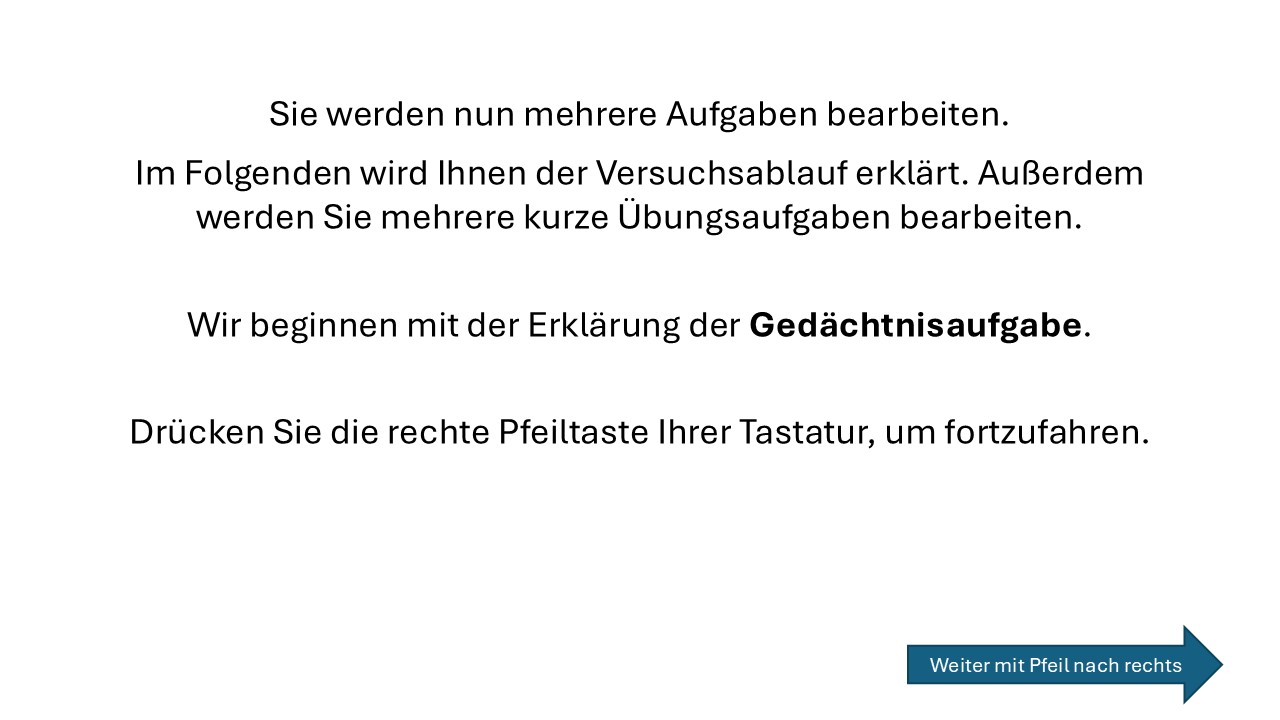 Sie werden nun mehrere Aufgaben bearbeiten.
Im Folgenden wird Ihnen der Versuchsablauf erklärt. Außerdem
werden Sie mehrere kurze Übungsaufgaben bearbeiten.
Wir beginnen mit der Erklärung der Gedächtnisaufgabe.
Drücken Sie die rechte Pfeiltaste Ihrer Tastatur, um fortzufahren.
Weiter mit Pfeil nach rechts